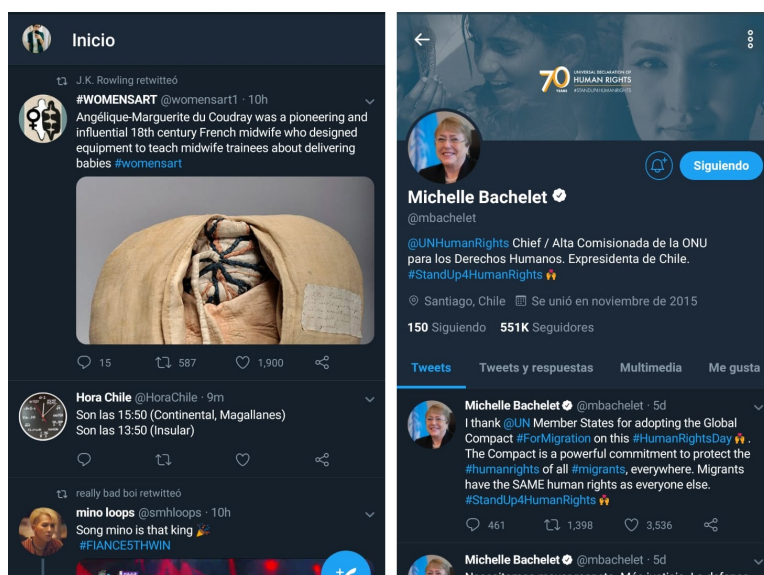 Inicio
J.K. Rowling retwitteó
#WOMENSART @womensart1 · 10h
Angélique-Marguerite du Coudray was a pioneering and
influential 18th century French midwife who designed
equipment to teach midwife trainees about delivering
babies #womensart
15 587 1,900
Hora Chile @HoraChile · 9m
Son las 15:50 (Continental, Magallanes)
Son las 13:50 (Insular)
really bad boi retwitteó
mino loops @smhloops · 10h
Song mino is that king 🎉
#FIANCE5THWIN
70
YEARS
UNIVERSAL DECLARATION OF
HUMAN RIGHTS
#STANDUP4HUMANRIGHTS
Siguiendo
Michelle Bachelet
@mbachelet
@UNHumanRights Chief / Alta Comisionada de la ONU
para los Derechos Humanos. Expresidenta de Chile.
#StandUp4HumanRights
Santiago, Chile Se unió en noviembre de 2015
150 Siguiendo 551K Seguidores
Tweets Tweets y respuestas Multimedia Me gusta
Michelle Bachelet @mbachelet · 5d
I thank @UN Member States for adopting the Global
Compact #ForMigration on this #HumanRightsDay .
The Compact is a powerful commitment to protect the
#humanrights of all #migrants, everywhere. Migrants
have the SAME human rights as everyone else.
#StandUp4HumanRights
461 1,398 3,536
Michelle Bachelet @mbachelet · 5d